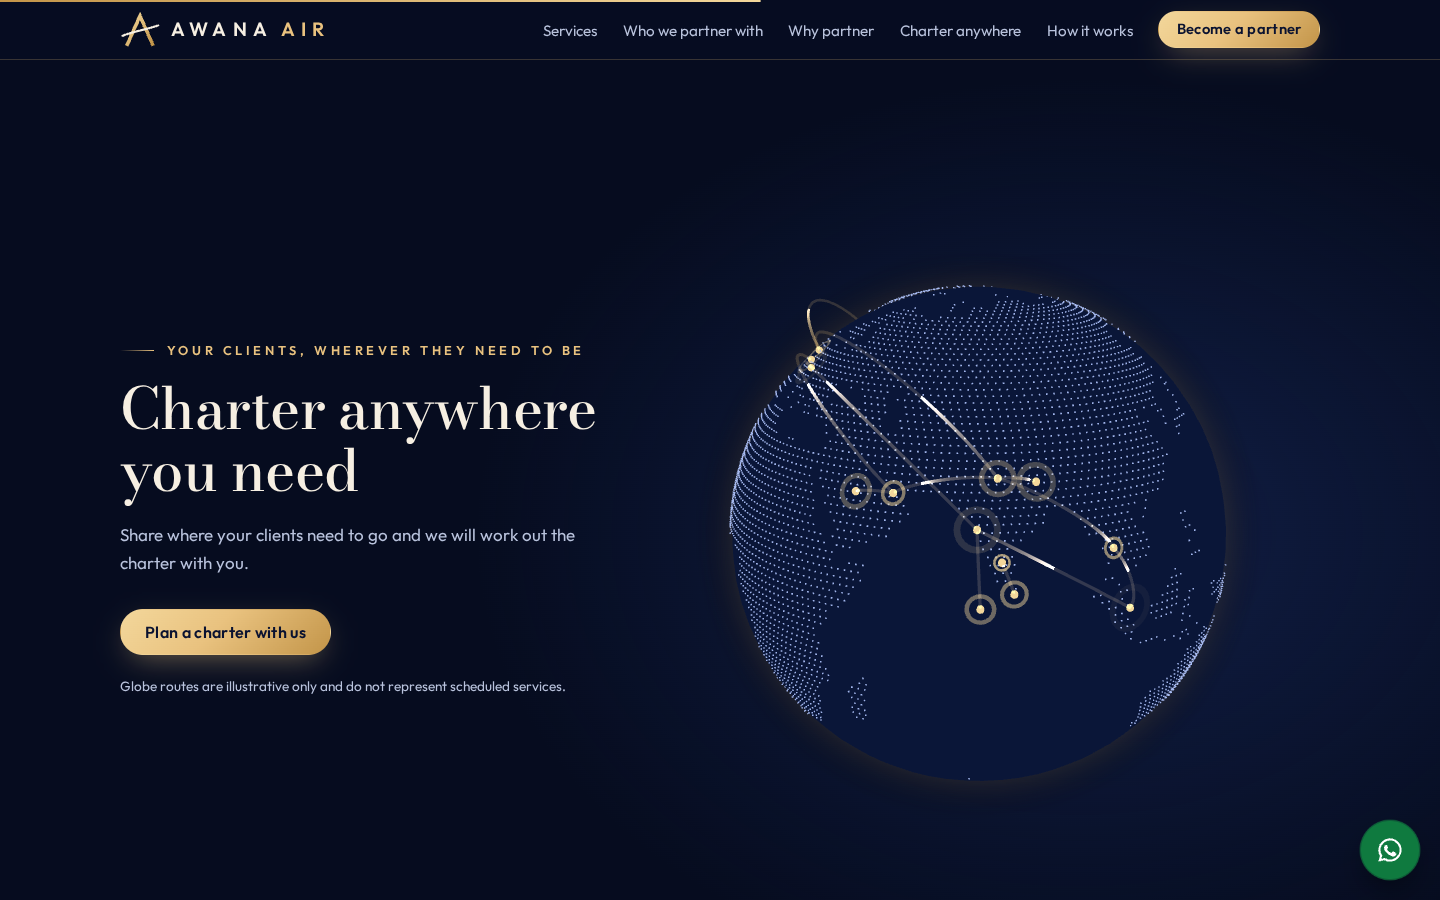 AWANA AIR
Services
Who we partner with
Why partner
Charter anywhere
How it works
Become a partner
YOUR CLIENTS, WHEREVER THEY NEED TO BE
Charter anywhere
you need
Share where your clients need to go and we will work out the
charter with you.
Plan a charter with us
Globe routes are illustrative only and do not represent scheduled services.